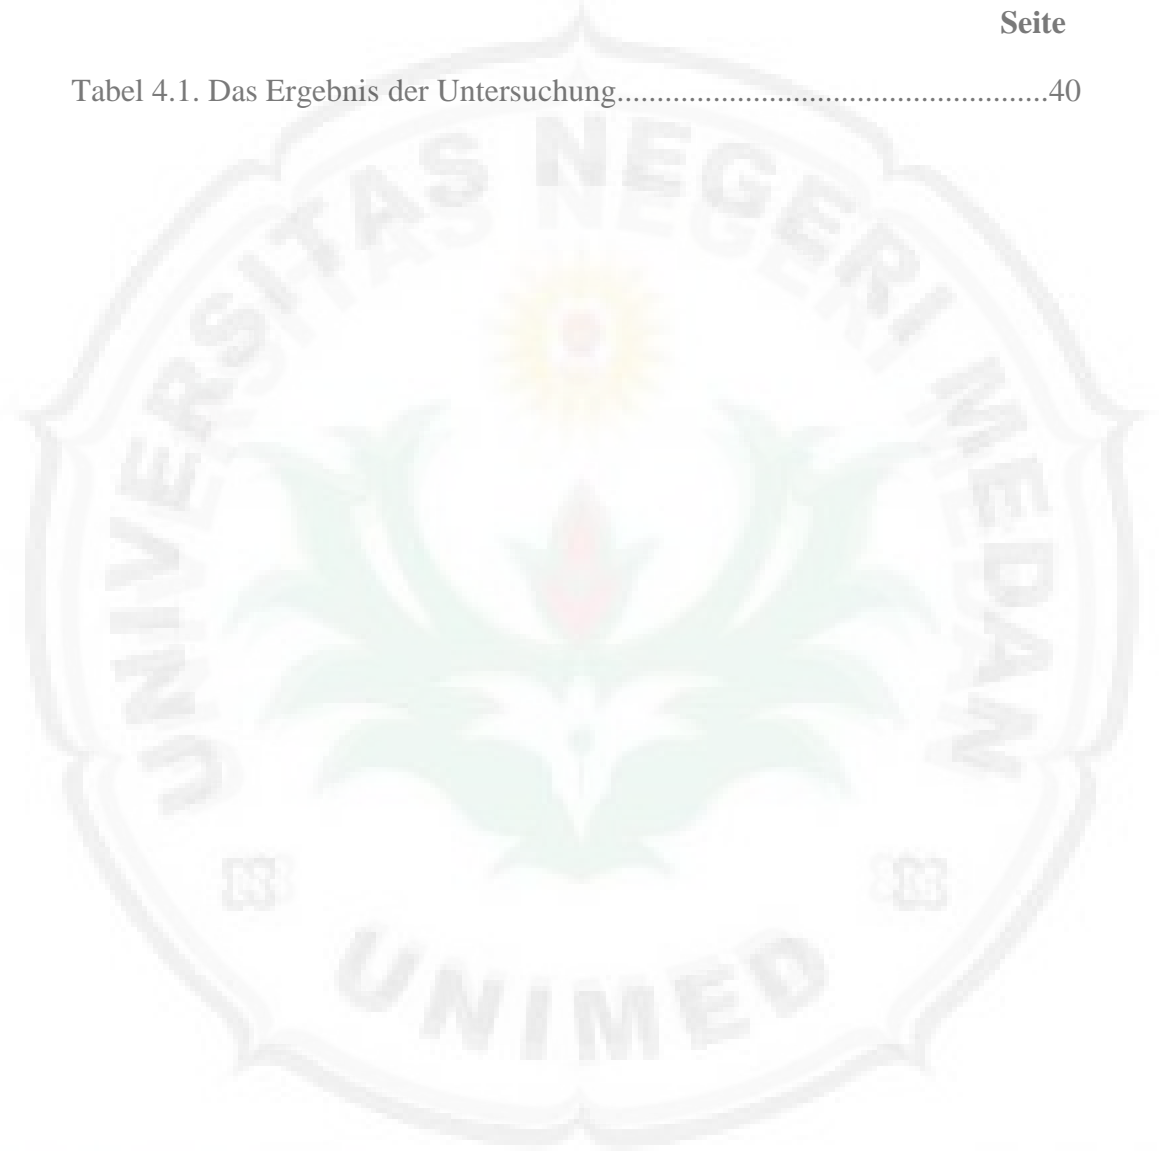 Seite
Tabel 4.1. Das Ergebnis der Untersuchung......................................................40
UNIVERSITAS NEGERI MEDAN
UNIMED